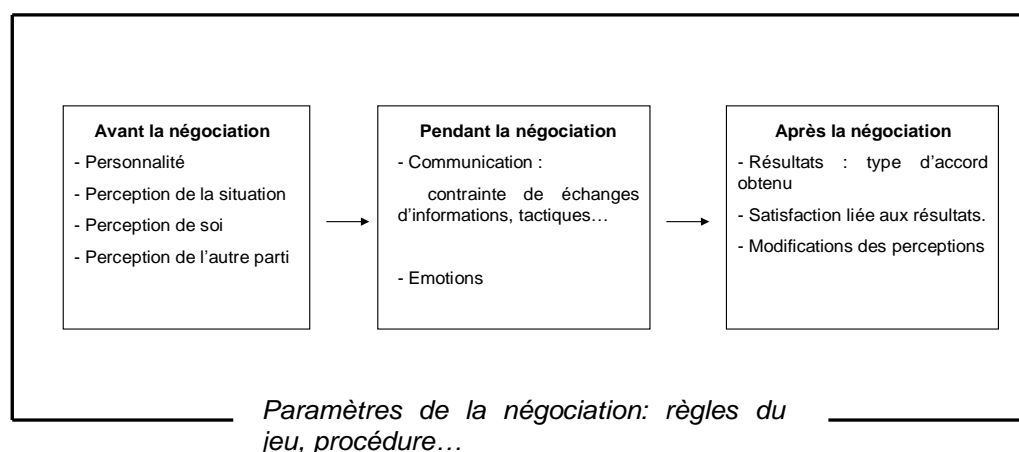 Avant la négociation
- Personnalité
- Perception de la situation
- Perception de soi
- Perception de l'autre parti
Pendant la négociation
- Communication :
contrainte de échanges
d'informations, tactiques…
- Emotions
Après la négociation
- Résultats : type d'accord
obtenu
- Satisfaction liée aux résultats.
- Modifications des perceptions
Paramètres de la négociation: règles du
jeu, procédure…